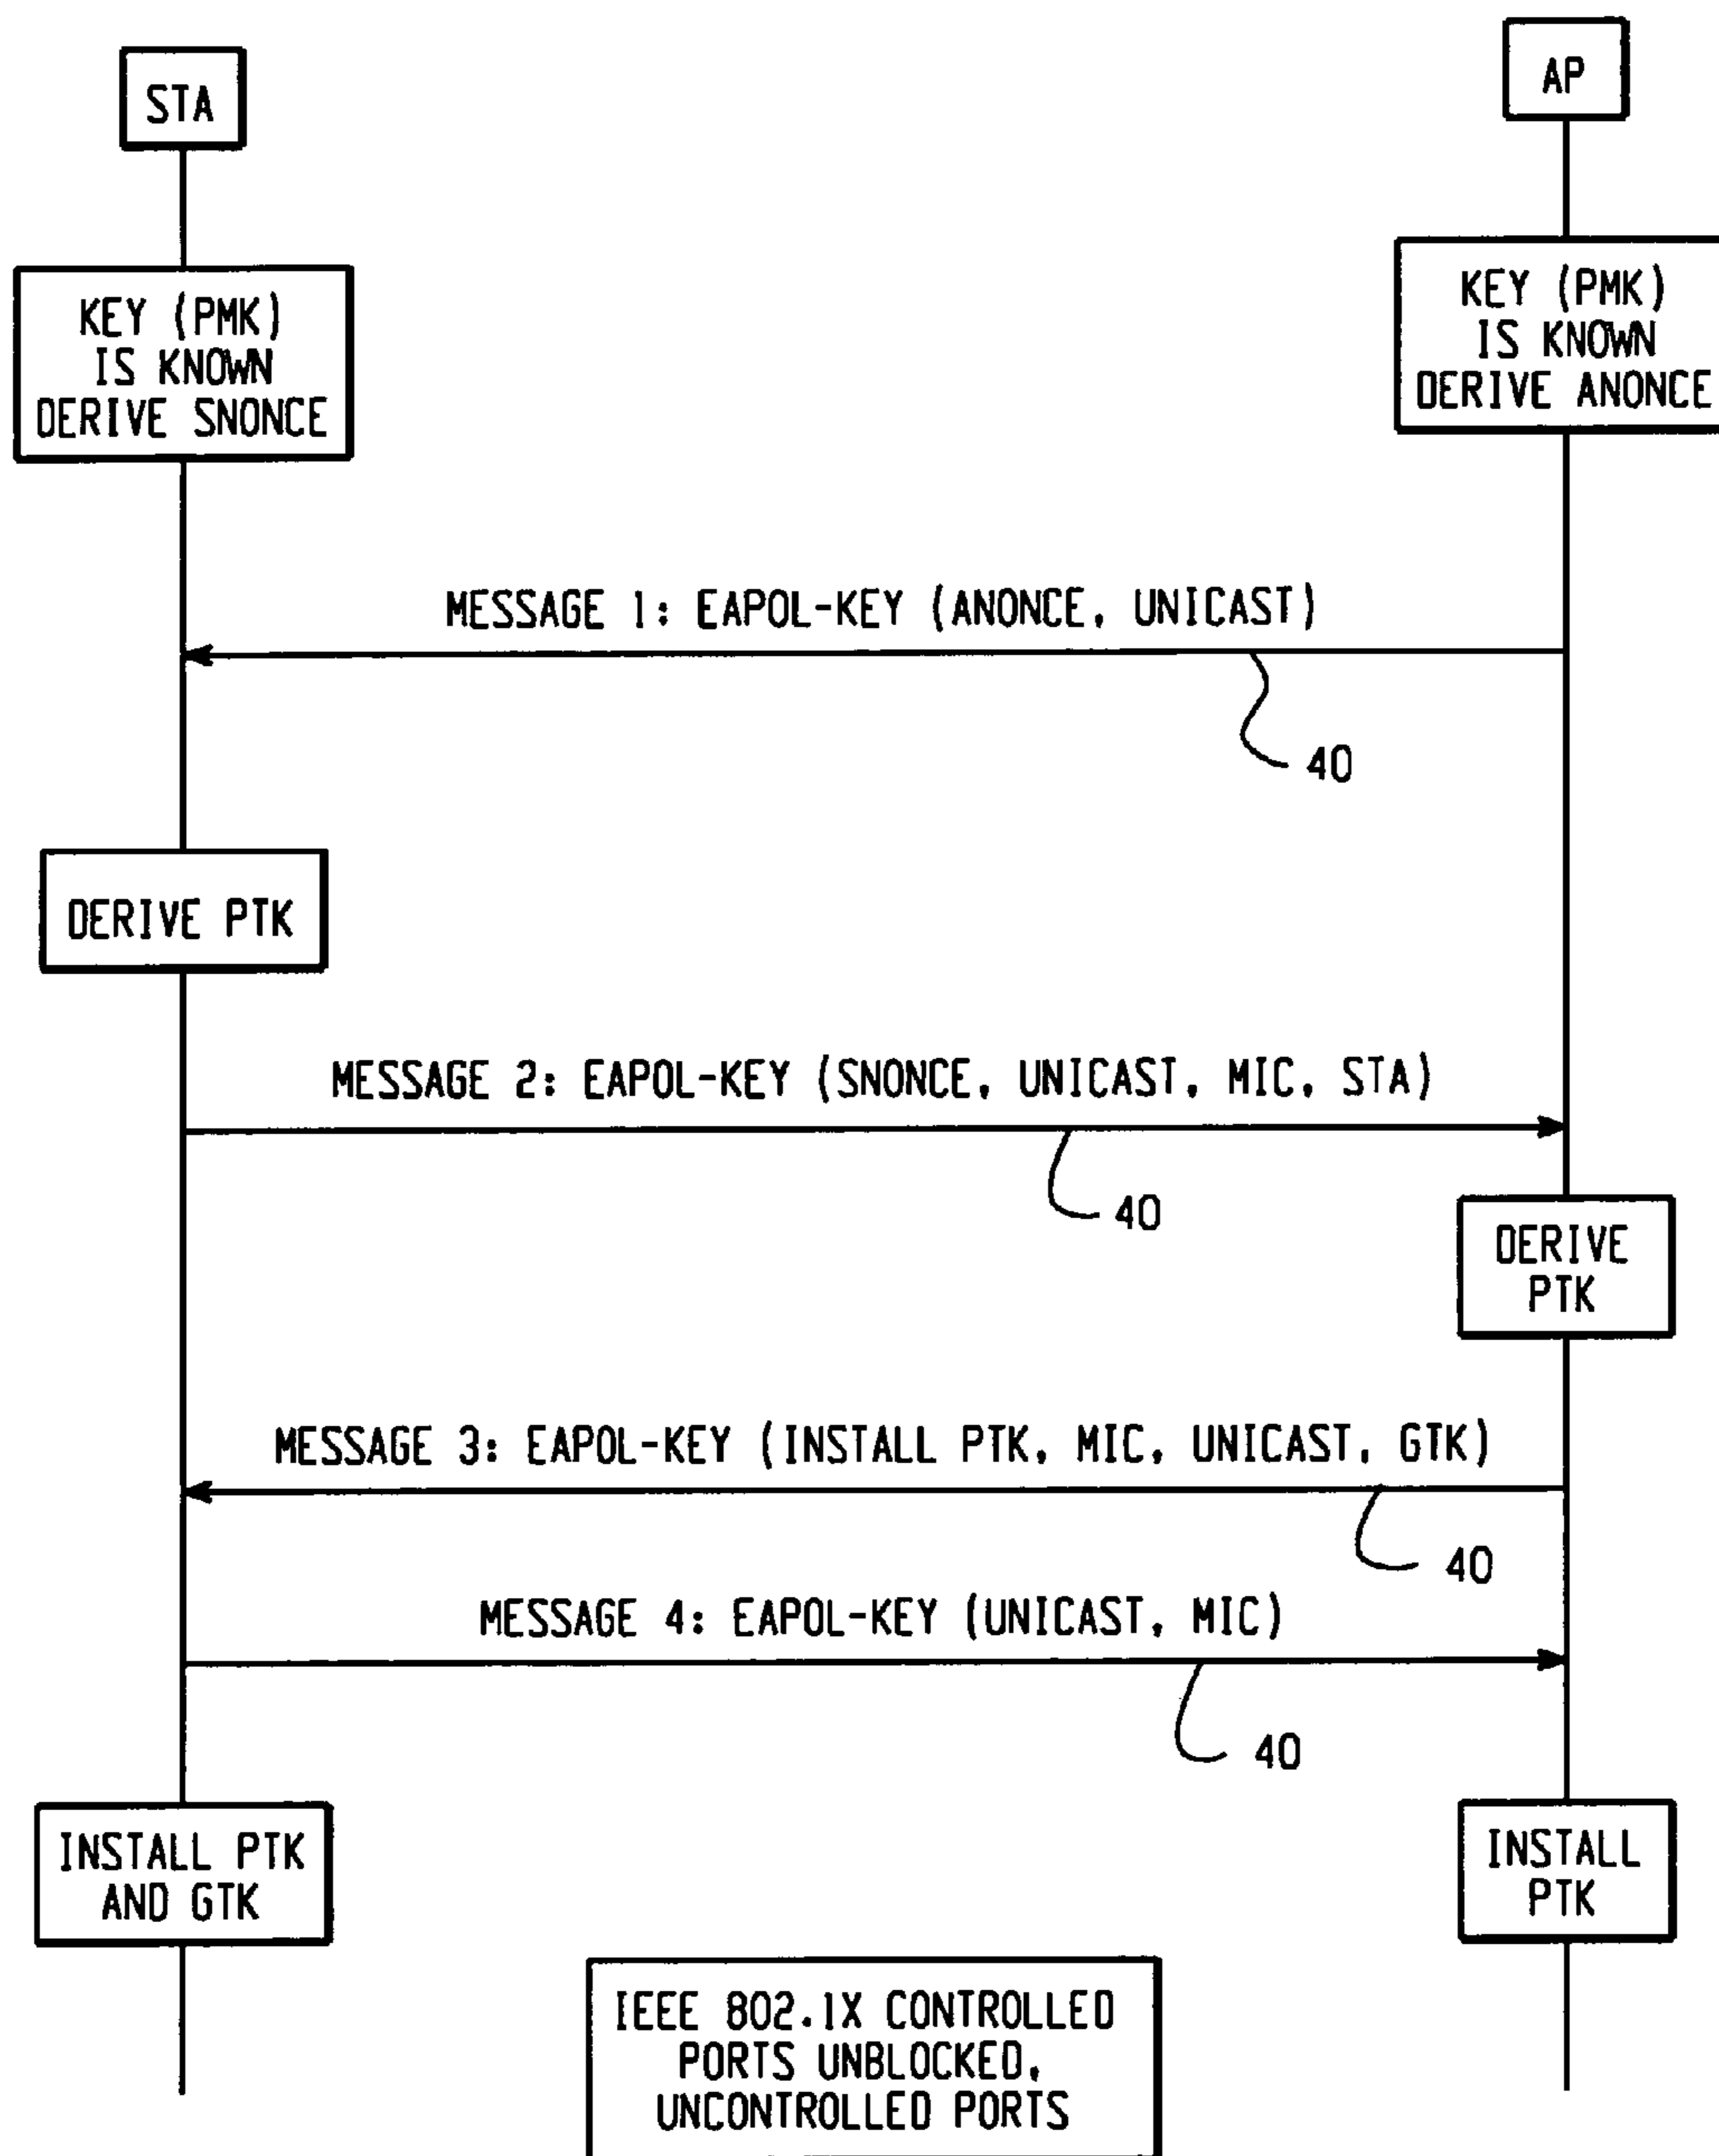 STA
AP
KEY (PMK)
IS KNOWN
DERIVE SNONCE
KEY (PMK)
IS KNOWN
DERIVE ANONCE
MESSAGE 1: EAPOL-KEY (ANONCE, UNICAST)
40
DERIVE PTK
MESSAGE 2: EAPOL-KEY (SNONCE, UNICAST, MIC, STA)
40
DERIVE
PTK
MESSAGE 3: EAPOL-KEY (INSTALL PTK, MIC, UNICAST, GTK)
40
MESSAGE 4: EAPOL-KEY (UNICAST, MIC)
40
INSTALL PTK
AND GTK
INSTALL
PTK
IEEE 802.1X CONTROLLED
PORTS UNBLOCKED,
UNCONTROLLED PORTS